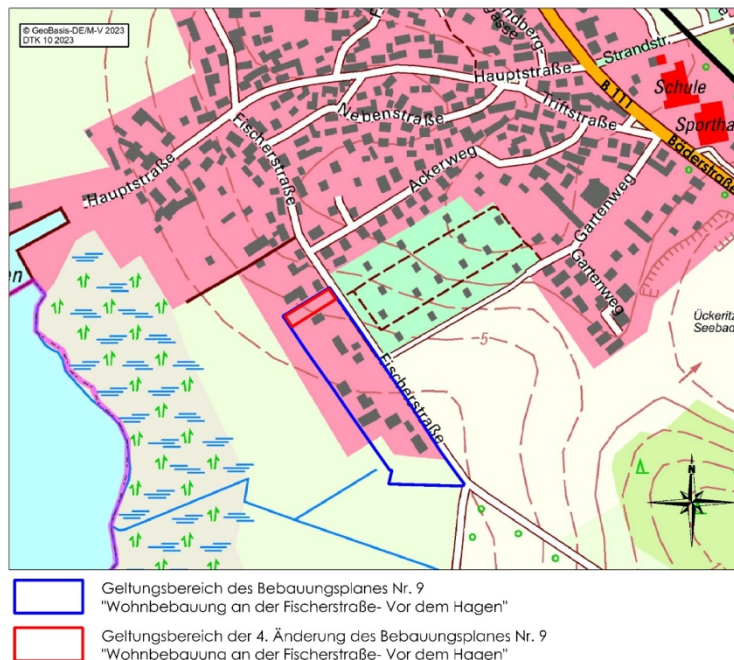 © GeoBasis-DE/M-V 2023
DTK 10 2023
Strandstr.
Hauptstraße
B 111
Schule
Nebenstraße
Triftstraße
Sportha
Fischerstraße
Bäderstraße
Hauptstraße
Ackerweg
Gartenweg
Gartenweg
en
Ückeritz
Seebad
5
Fischerstraße
N
Geltungsbereich des Bebauungsplanes Nr. 9
"Wohnbebauung an der Fischerstraße- Vor dem Hagen"
Geltungsbereich der 4. Änderung des Bebauungsplanes Nr. 9
"Wohnbebauung an der Fischerstraße- Vor dem Hagen"